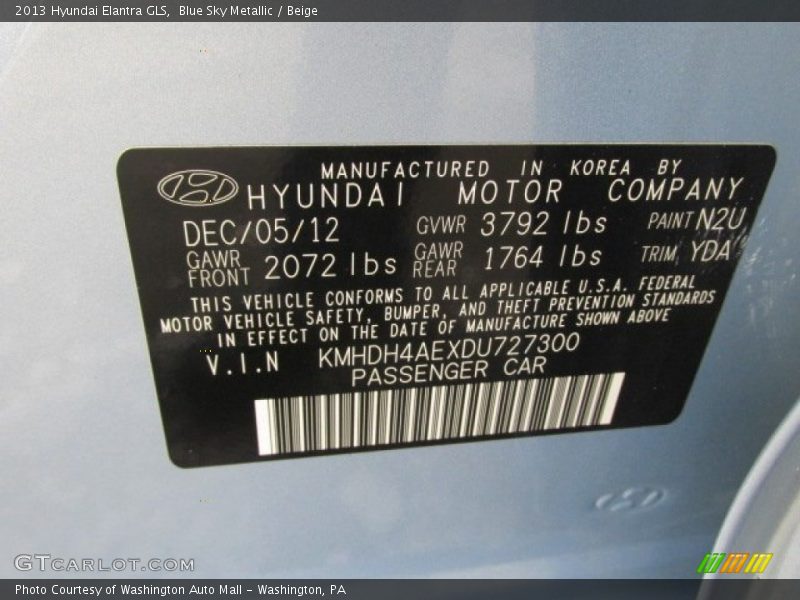 2013 Hyundai Elantra GLS, Blue Sky Metallic / Beige
MANUFACTURED IN KOREA BY
HYUNDAI MOTOR COMPANY
DEC/05/12 GVWR 3792 lbs PAINT N2U
GAWR FRONT 2072 lbs GAWR REAR 1764 lbs TRIM YDA
THIS VEHICLE CONFORMS TO ALL APPLICABLE U.S.A. FEDERAL
MOTOR VEHICLE SAFETY, BUMPER, AND THEFT PREVENTION STANDARDS
IN EFFECT ON THE DATE OF MANUFACTURE SHOWN ABOVE
V.I.N KMHDH4AEXDU727300
PASSENGER CAR
GTCARLOT.COM
Photo Courtesy of Washington Auto Mall - Washington, PA